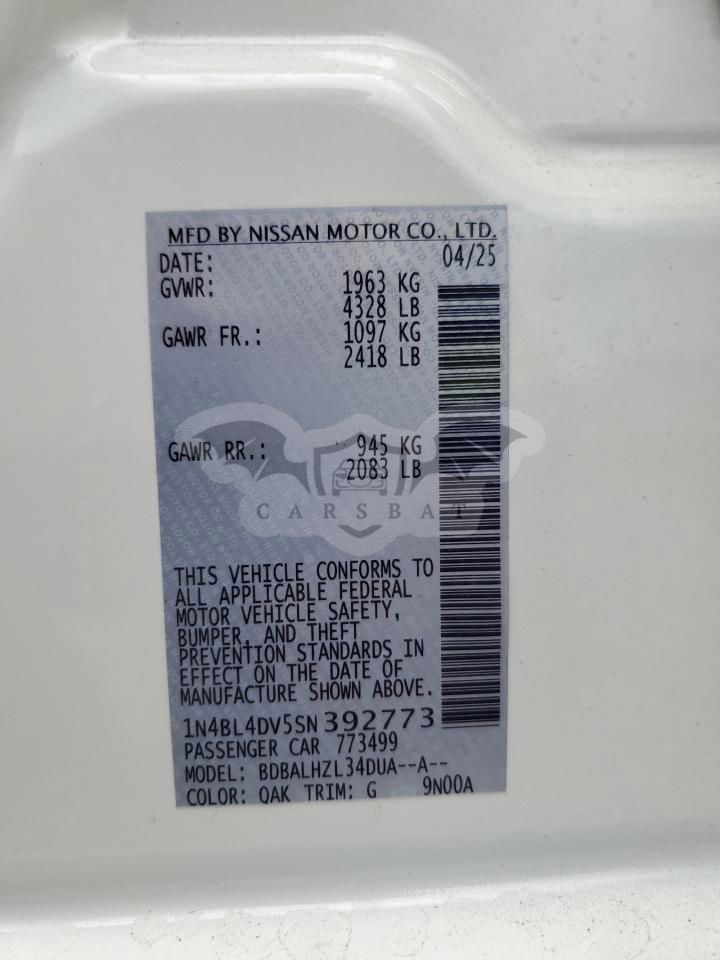 MFD BY NISSAN MOTOR CO., LTD.
DATE: 04/25
GVWR: 1963 KG
4328 LB
GAWR FR.: 1097 KG
2418 LB
GAWR RR.: 945 KG
2083 LB
CARSBAT
THIS VEHICLE CONFORMS TO
ALL APPLICABLE FEDERAL
MOTOR VEHICLE SAFETY,
BUMPER, AND THEFT
PREVENTION STANDARDS IN
EFFECT ON THE DATE OF
MANUFACTURE SHOWN ABOVE.
1N4BL4DV5SN392773
PASSENGER CAR 773499
MODEL: BDBALHZL34DUA--A--
COLOR: QAK TRIM: G 9N00A